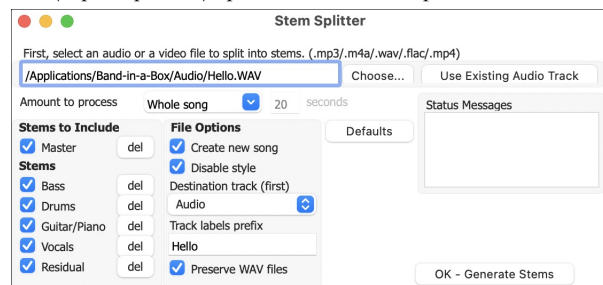 Stem Splitter
First, select an audio or a video file to split into stems. (.mp3/.m4a/.wav/.flac/.mp4)
/Applications/Band-in-a-Box/Audio/Hello.WAV Choose... Use Existing Audio Track
Amount to process Whole song 20 seconds Status Messages
Stems to Include File Options Defaults
Master del Create new song
Stems Disable style
Bass del Destination track (first)
Drums del Audio
Guitar/Piano del Track labels prefix
Vocals del Hello
Residual del Preserve WAV files OK - Generate Stems